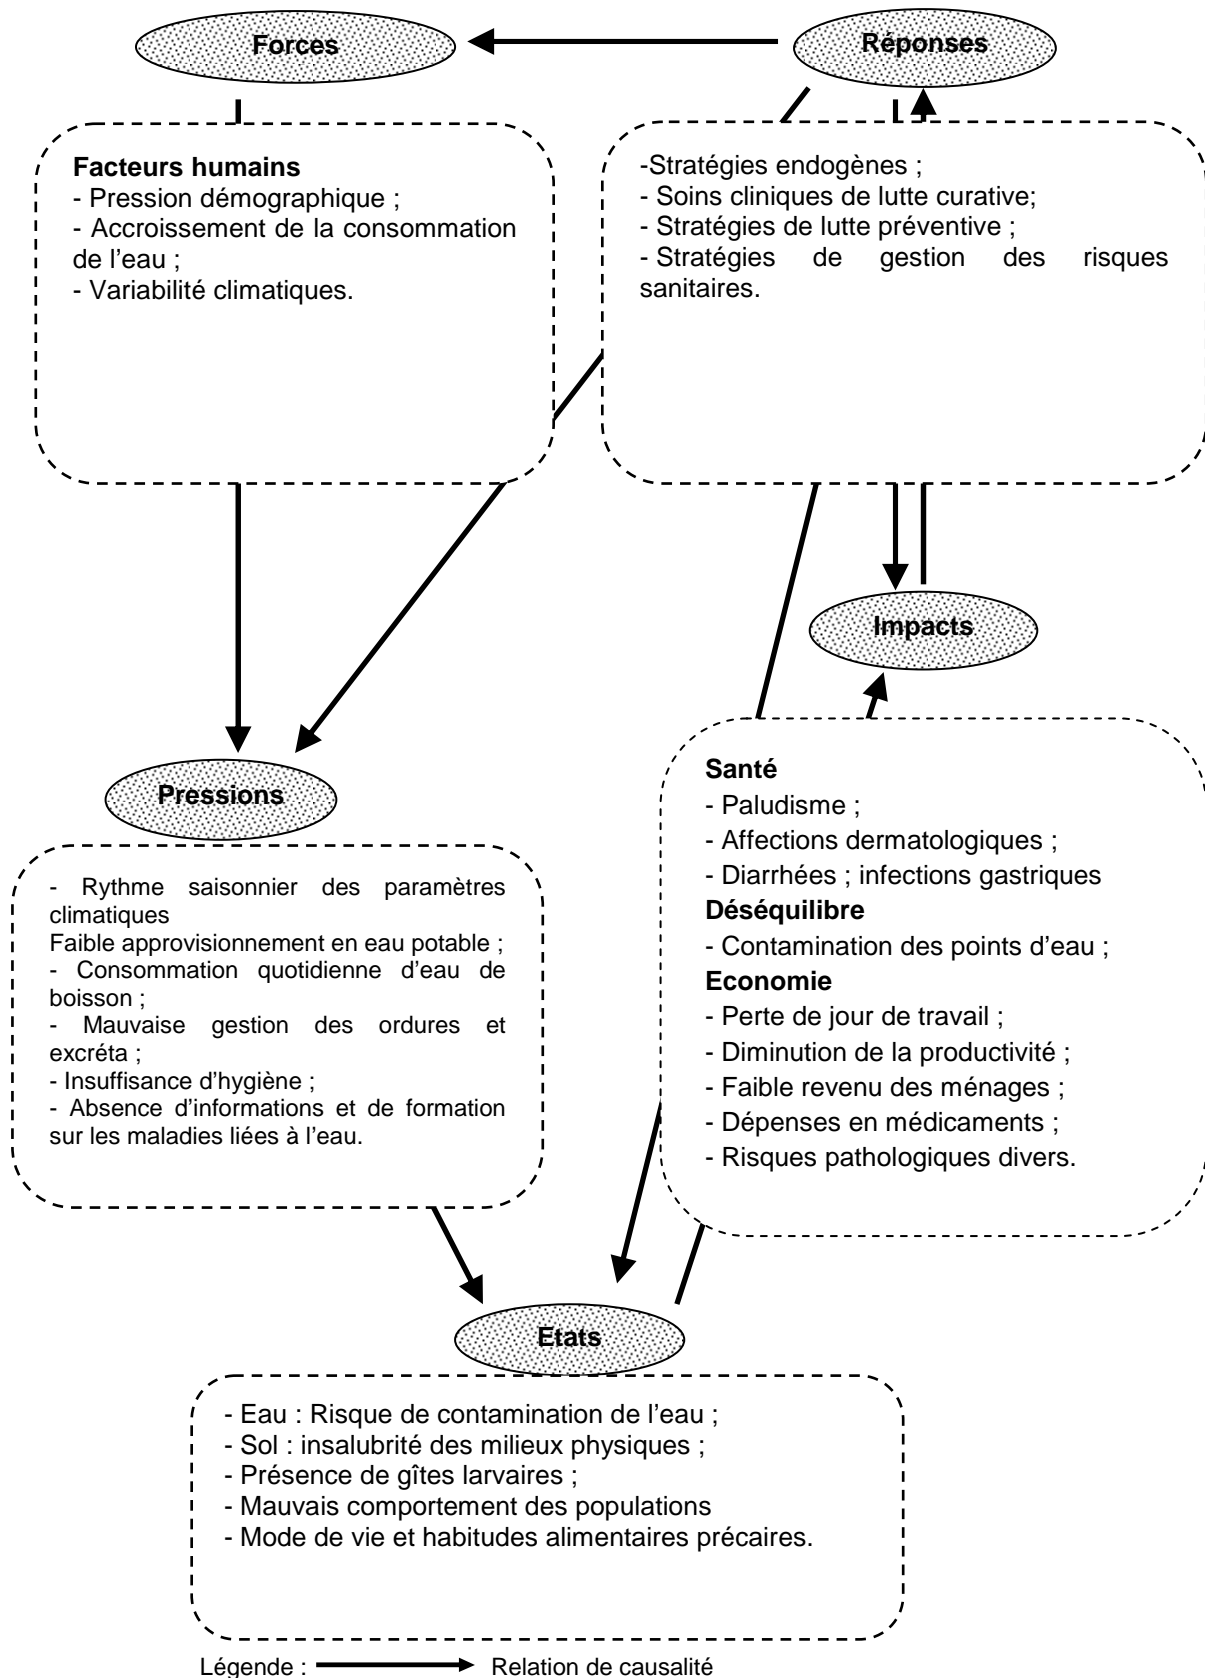 Forces
Réponses
Facteurs humains
- Pression démographique ;
- Accroissement de la consommation
de l'eau ;
- Variabilité climatiques.
-Stratégies endogènes ;
- Soins cliniques de lutte curative;
- Stratégies de lutte préventive ;
- Stratégies de gestion des risques
sanitaires.
Impacts
Pressions
Santé
- Paludisme ;
- Affections dermatologiques ;
- Diarrhées ; infections gastriques
Déséquilibre
- Contamination des points d'eau ;
Economie
- Perte de jour de travail ;
- Diminution de la productivité ;
- Faible revenu des ménages ;
- Dépenses en médicaments ;
- Risques pathologiques divers.
- Rythme saisonnier des paramètres
climatiques
Faible approvisionnement en eau potable ;
- Consommation quotidienne d'eau de
boisson ;
- Mauvaise gestion des ordures et
excréta ;
- Insuffisance d'hygiène ;
- Absence d'informations et de formation
sur les maladies liées à l'eau.
Etats
- Eau : Risque de contamination de l'eau ;
- Sol : insalubrité des milieux physiques ;
- Présence de gîtes larvaires ;
- Mauvais comportement des populations
- Mode de vie et habitudes alimentaires précaires.
Légende : Relation de causalité